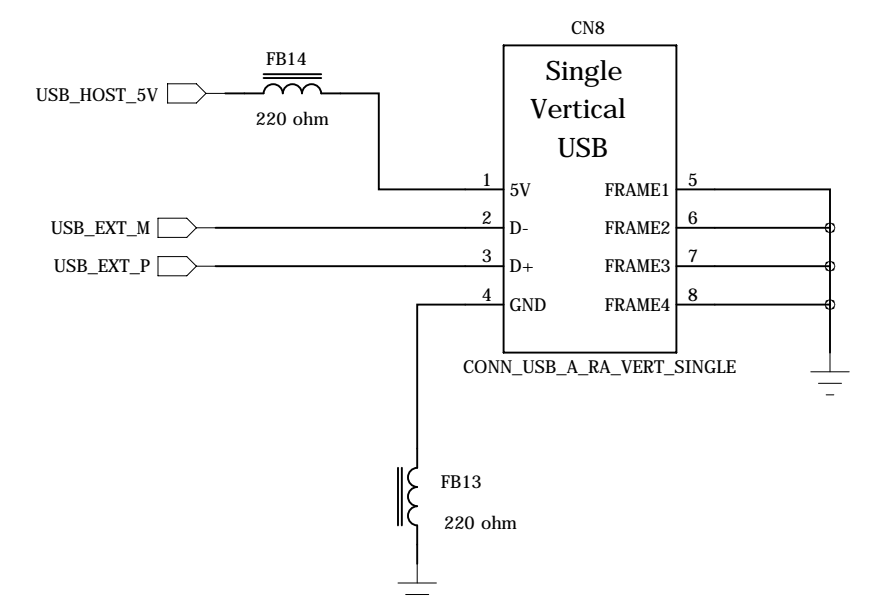 CN8
FB14
Single
Vertical
USB
USB_HOST_5V
220 ohm
1
5V
FRAME1
5
USB_EXT_M
2
D-
FRAME2
6
USB_EXT_P
3
D+
FRAME3
7
4
GND
FRAME4
8
CONN_USB_A_RA_VERT_SINGLE
FB13
220 ohm